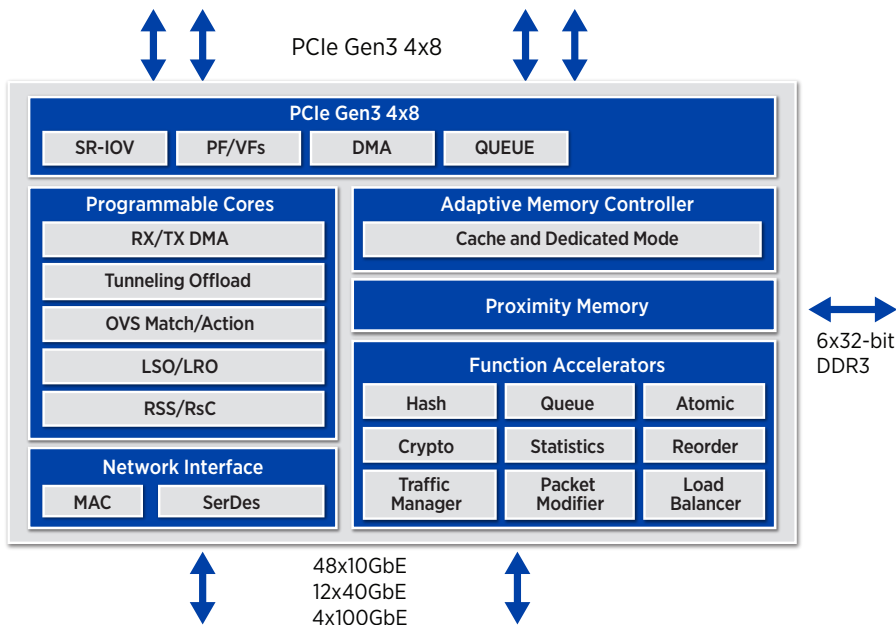 PCIe Gen3 4x8
PCIe Gen3 4x8
SR-IOV
PF/VFs
DMA
QUEUE
Programmable Cores
RX/TX DMA
Tunneling Offload
OVS Match/Action
LSO/LRO
RSS/RsC
Adaptive Memory Controller
Cache and Dedicated Mode
Proximity Memory
6x32-bit
DDR3
Function Accelerators
Hash
Queue
Atomic
Crypto
Statistics
Reorder
Traffic
Manager
Packet
Modifier
Load
Balancer
Network Interface
MAC
SerDes
48x10GbE
12x40GbE
4x100GbE